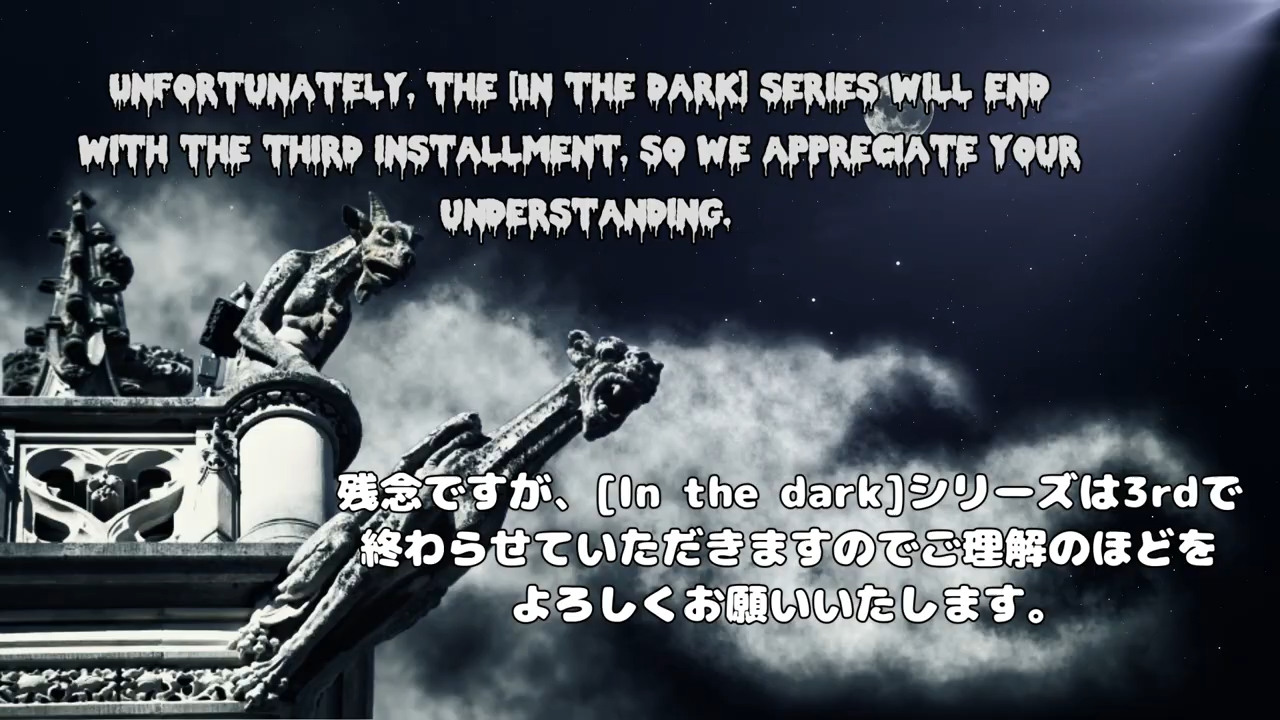 UNFORTUNATELY, THE [IN THE DARK] SERIES WILL END
WITH THE THIRD INSTALLMENT, SO WE APPRECIATE YOUR
UNDERSTANDING.
残念ですが、[In the dark]シリーズは3rdで
終わらせていただきますのでご理解のほどを
よろしくお願いいたします。